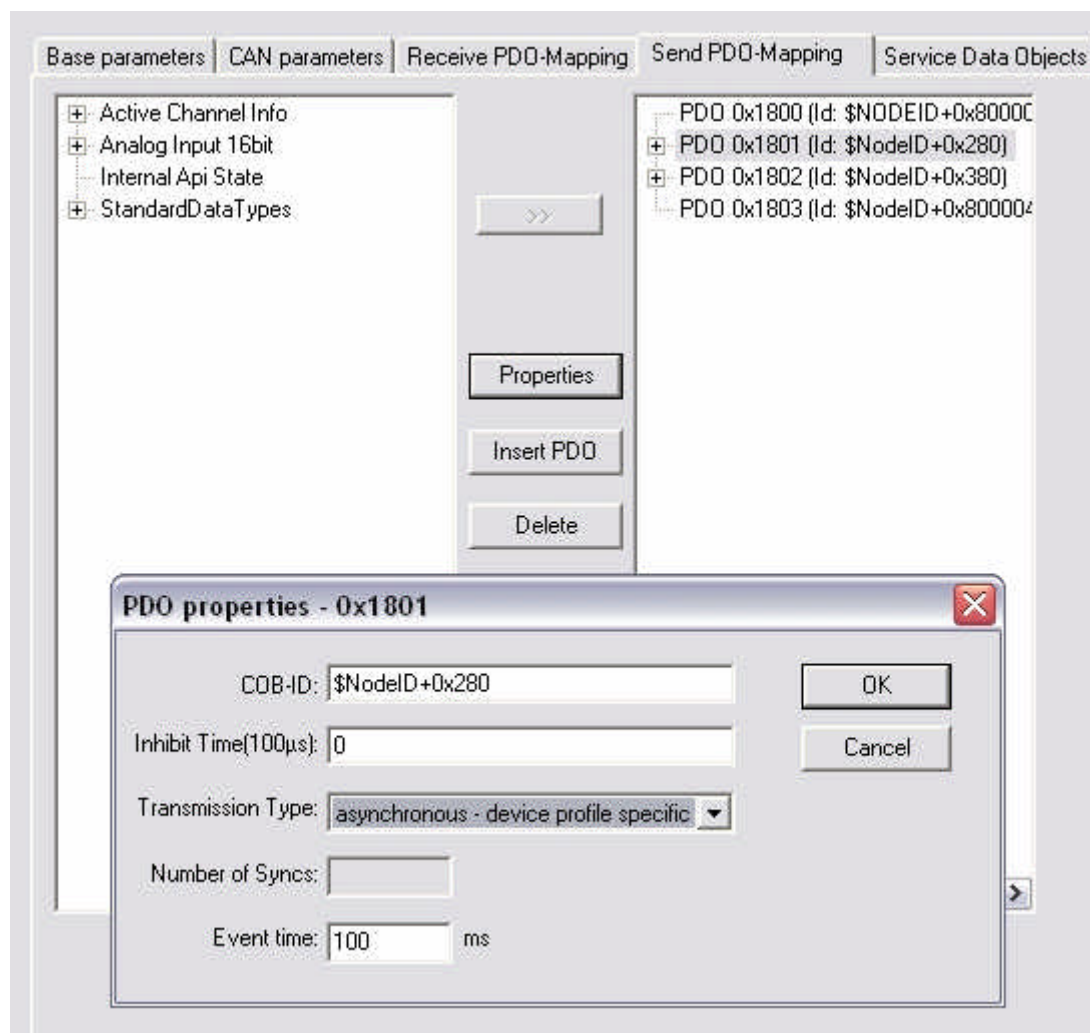 Base parameters CAN parameters Receive PDO-Mapping Send PDO-Mapping Service Data Objects
Active Channel Info
Analog Input 16bit
Internal Api State
StandardDataTypes
>>
Properties
Insert PDO
Delete
PDO 0x1800 (Id: $NODEID+0x80000
PDO 0x1801 (Id: $NodeID+0x280)
PDO 0x1802 (Id: $NodeID+0x380)
PDO 0x1803 (Id: $NodeID+0x800004
PDO properties - 0x1801
COB-ID: $NodeID+0x280
OK
Inhibit Time(100µs): 0
Cancel
Transmission Type: asynchronous - device profile specific
Number of Syncs:
Event time: 100 ms